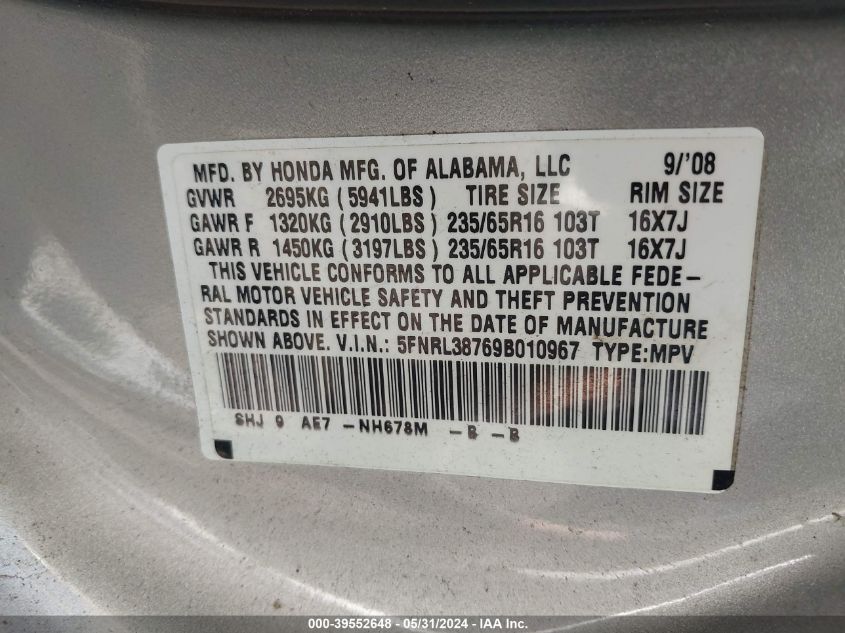 MFD. BY HONDA MFG. OF ALABAMA, LLC 9/'08
GVWR 2695KG (5941LBS) TIRE SIZE RIM SIZE
GAWR F 1320KG (2910LBS) 235/65R16 103T 16X7J
GAWR R 1450KG (3197LBS) 235/65R16 103T 16X7J
THIS VEHICLE CONFORMS TO ALL APPLICABLE FEDE-
RAL MOTOR VEHICLE SAFETY AND THEFT PREVENTION
STANDARDS IN EFFECT ON THE DATE OF MANUFACTURE
SHOWN ABOVE. V.I.N.: 5FNRL38769B010967 TYPE:MPV
SHJ 9 AE7 -NH678M -B -B
000-39552648 - 05/31/2024 - IAA Inc.